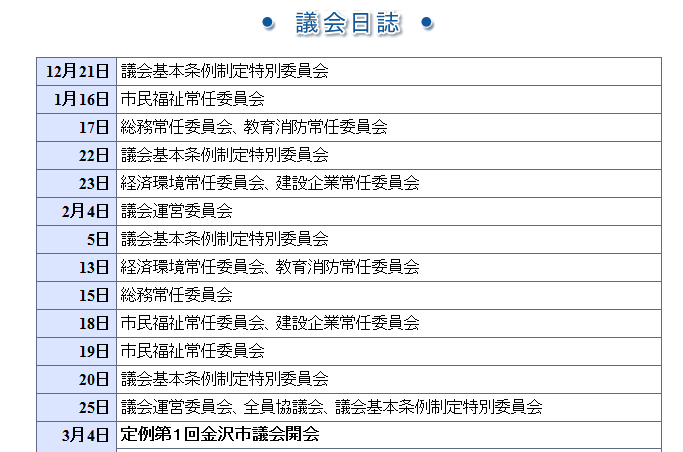 • 議会日誌 •
12月21日 議会基本条例制定特別委員会
1月16日 市民福祉常任委員会
17日 総務常任委員会、教育消防常任委員会
22日 議会基本条例制定特別委員会
23日 経済環境常任委員会、建設企業常任委員会
2月4日 議会運営委員会
5日 議会基本条例制定特別委員会
13日 経済環境常任委員会、教育消防常任委員会
15日 総務常任委員会
18日 市民福祉常任委員会、建設企業常任委員会
19日 市民福祉常任委員会
20日 議会基本条例制定特別委員会
25日 議会運営委員会、全員協議会、議会基本条例制定特別委員会
3月4日 定例第1回金沢市議会開会